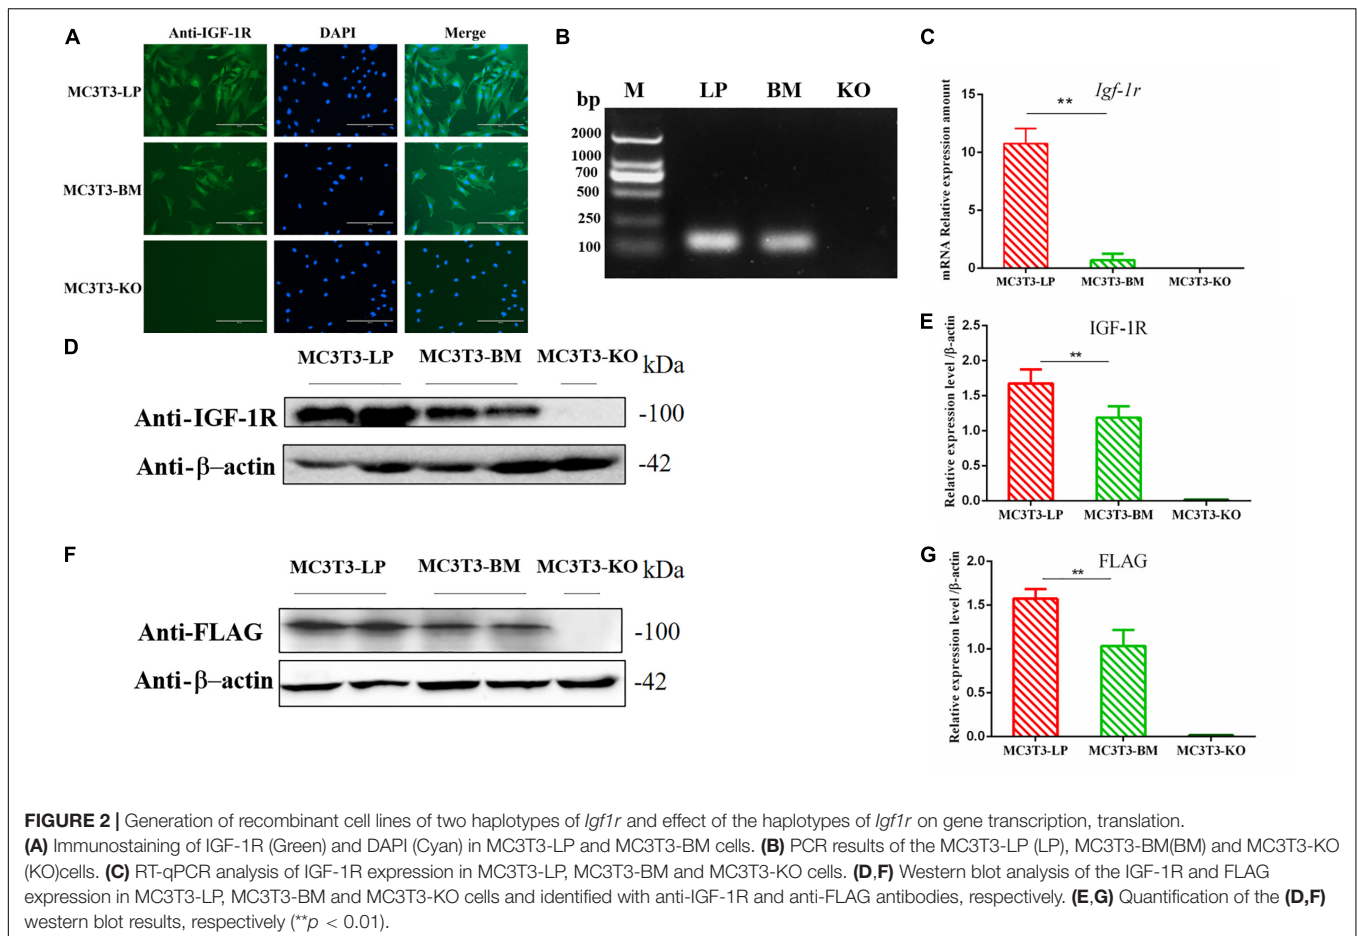 A
Anti-IGF-1R DAPI Merge
MC3T3-LP
MC3T3-BM
MC3T3-KO
B
bp M LP BM KO
2000
1000
700
500
250
100
C
Igf-1r
**
mRNA Relative expression amount
15
10
5
0
MC3T3-LP MC3T3-BM MC3T3-KO
D
MC3T3-LP MC3T3-BM MC3T3-KO kDa
Anti-IGF-1R -100
Anti-β-actin -42
E
IGF-1R
**
Relative expression level /β-actin
2.5
2.0
1.5
1.0
0.5
0.0
MC3T3-LP MC3T3-BM MC3T3-KO
F
MC3T3-LP MC3T3-BM MC3T3-KO kDa
Anti-FLAG -100
Anti-β-actin -42
G
FLAG
**
Relative expression level /β-actin
2.0
1.5
1.0
0.5
0.0
MC3T3-LP MC3T3-BM MC3T3-KO
FIGURE 2 | Generation of recombinant cell lines of two haplotypes of Igf1r and effect of the haplotypes of Igf1r on gene transcription, translation.
(A) Immunostaining of IGF-1R (Green) and DAPI (Cyan) in MC3T3-LP and MC3T3-BM cells. (B) PCR results of the MC3T3-LP (LP), MC3T3-BM(BM) and MC3T3-KO
(KO)cells. (C) RT-qPCR analysis of IGF-1R expression in MC3T3-LP, MC3T3-BM and MC3T3-KO cells. (D,F) Western blot analysis of the IGF-1R and FLAG
expression in MC3T3-LP, MC3T3-BM and MC3T3-KO cells and identified with anti-IGF-1R and anti-FLAG antibodies, respectively. (E,G) Quantification of the (D,F)
western blot results, respectively (**p < 0.01).